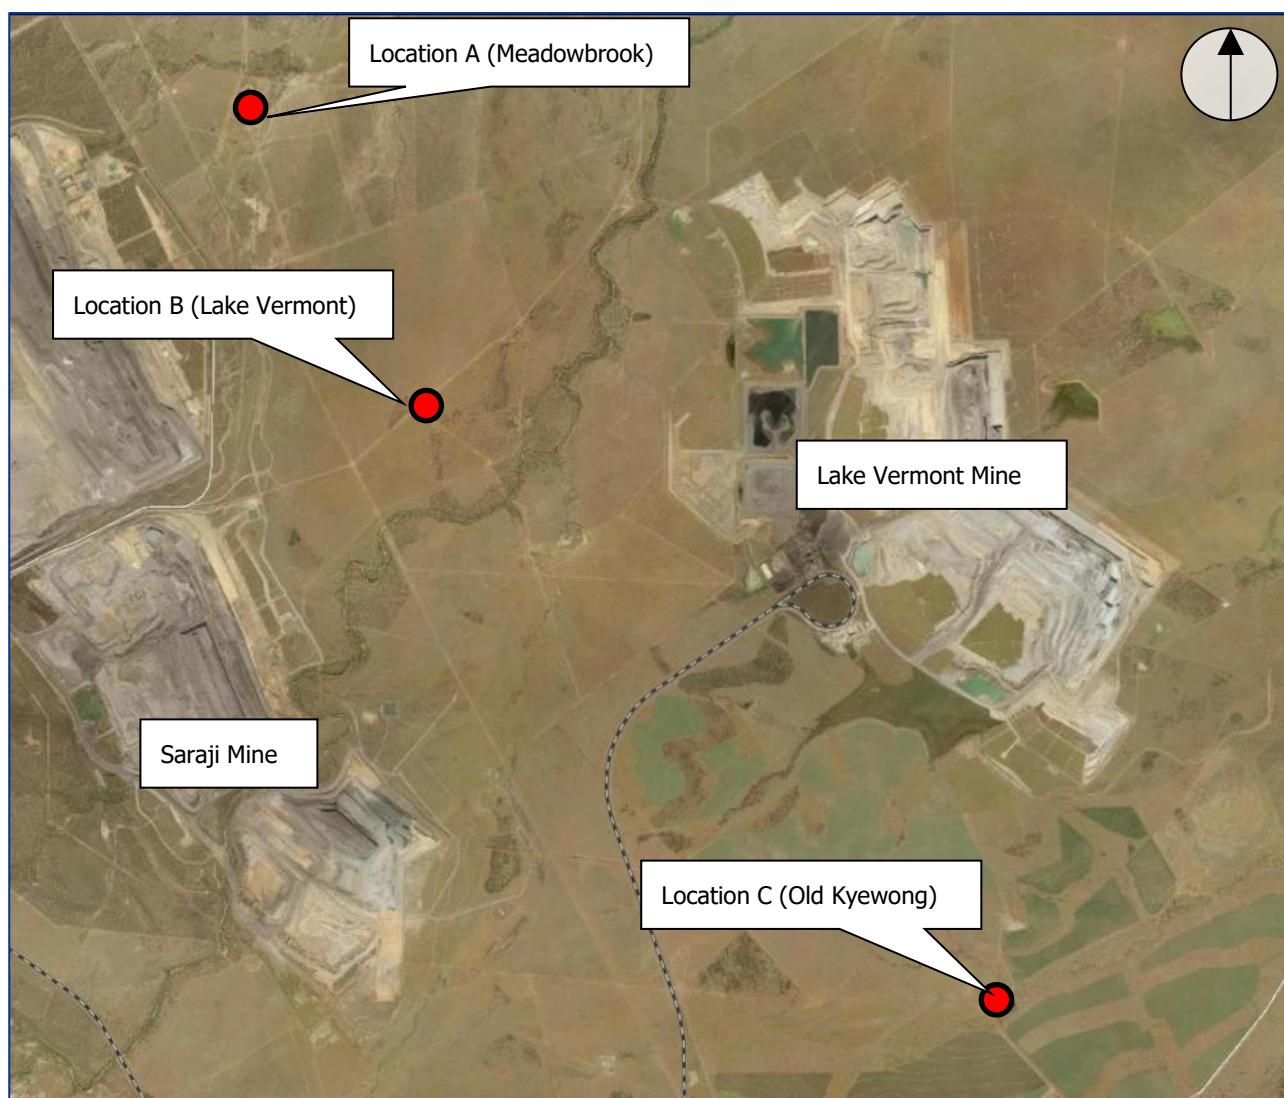 Location A (Meadowbrook)
Location B (Lake Vermont)
Lake Vermont Mine
Saraji Mine
Location C (Old Kyewong)